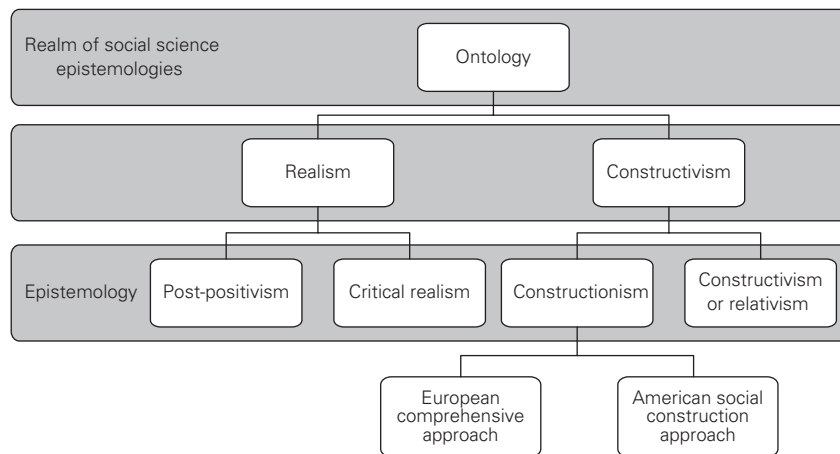 Realm of social science
epistemologies
Ontology
Realism
Constructivism
Epistemology
Post-positivism
Critical realism
Constructionism
Constructivism
or relativism
European
comprehensive
approach
American social
construction
approach